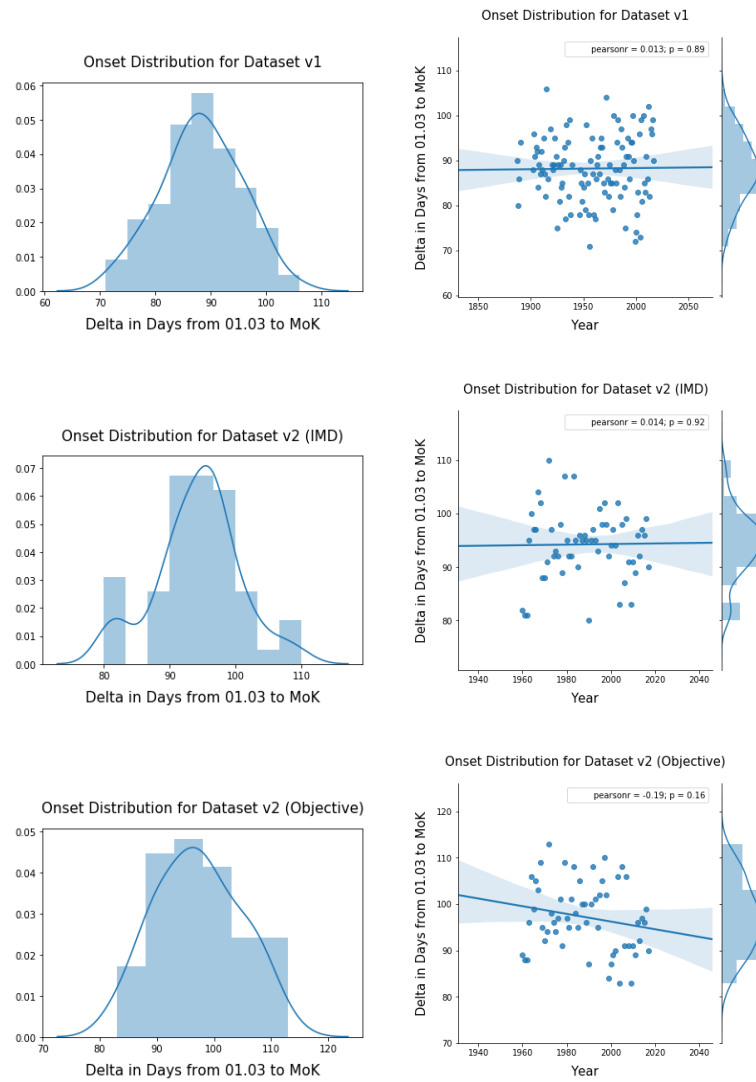 Onset Distribution for Dataset v1
0.06
0.05
0.04
0.03
0.02
0.01
0.00
60 70 80 90 100 110
Delta in Days from 01.03 to MoK
Onset Distribution for Dataset v1
pearsonr = 0.013; p = 0.89
Delta in Days from 01.03 to MoK
110
100
90
80
70
60
1850 1900 1950 2000 2050
Year
Onset Distribution for Dataset v2 (IMD)
0.07
0.06
0.05
0.04
0.03
0.02
0.01
0.00
80 90 100 110
Delta in Days from 01.03 to MoK
Onset Distribution for Dataset v2 (IMD)
pearsonr = 0.014; p = 0.92
Delta in Days from 01.03 to MoK
110
100
90
80
1940 1960 1980 2000 2020 2040
Year
Onset Distribution for Dataset v2 (Objective)
0.05
0.04
0.03
0.02
0.01
0.00
70 80 90 100 110 120
Delta in Days from 01.03 to MoK
Onset Distribution for Dataset v2 (Objective)
pearsonr = -0.19; p = 0.16
Delta in Days from 01.03 to MoK
120
110
100
90
80
70
1940 1960 1980 2000 2020 2040
Year